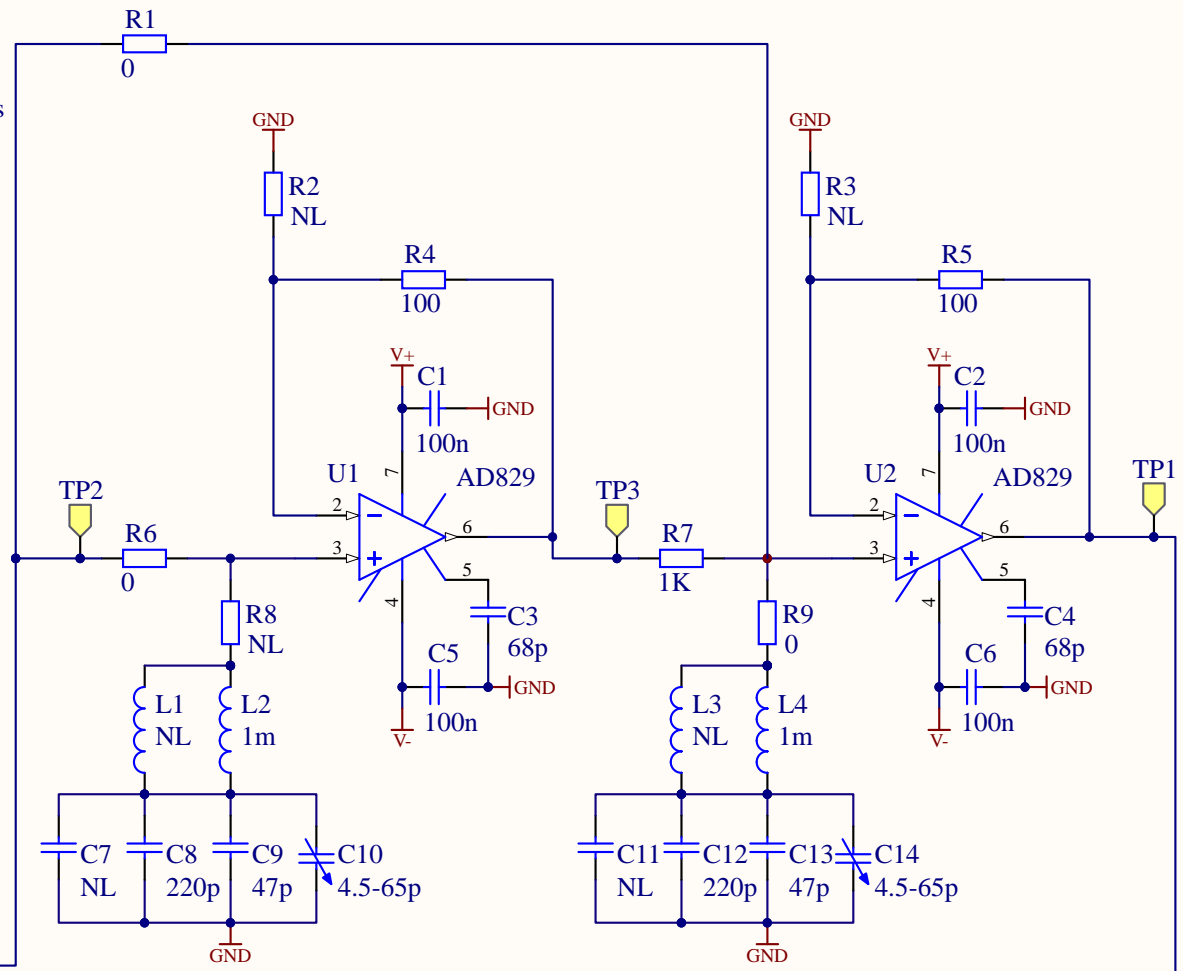 R1
0
s
GND
GND
R2
NL
R3
NL
R4
100
R5
100
V+
C1
GND
100n
V+
C2
GND
100n
U1
7
AD829
U2
7
AD829
TP2
2
6
TP3
2
6
TP1
R6
0
3
R7
1K
3
4
5
4
5
R8
NL
C3
68p
R9
0
C4
68p
C5
GND
100n
V-
C6
GND
100n
V-
L1
NL
L2
1m
L3
NL
L4
1m
C7
NL
C8
220p
C9
47p
C10
4.5-65p
C11
NL
C12
220p
C13
47p
C14
4.5-65p
GND
GND